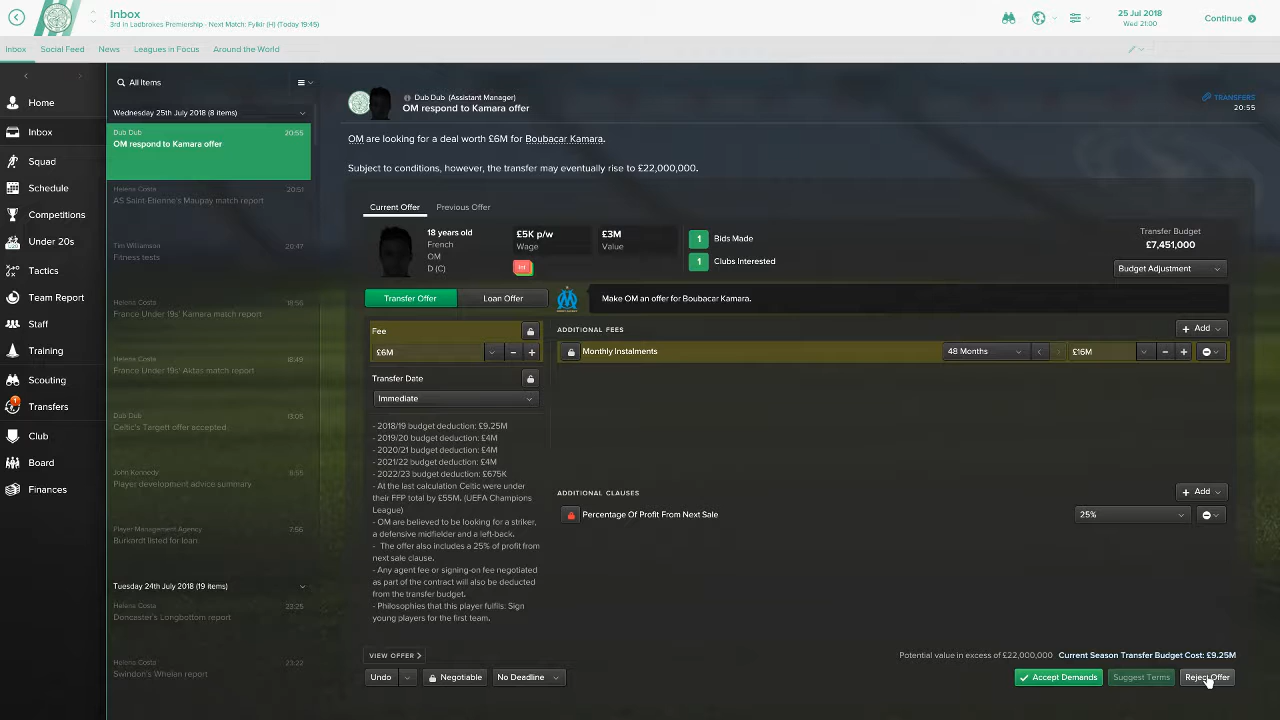 Inbox
3rd in Ladbrokes Premiership - Next Match: Fylkir (H) (Today 19:45)
25 Jul 2018
Wed 21:00
Continue
Inbox
Social Feed
News
Leagues in Focus
Around the World
Home
Inbox
Squad
Schedule
Competitions
Under 20s
Tactics
Team Report
Staff
Training
Scouting
1
Transfers
Club
Board
Finances
All Items
Wednesday 25th July 2018 (8 items)
Dub Dub 20:55
OM respond to Kamara offer
Helena Costa 20:51
AS Saint-Etienne's Maupay match report
Tim Williamson 20:47
Fitness tests
Helena Costa 18:56
France Under 19s' Kamara match report
Helena Costa 18:49
France Under 19s' Aktas match report
Dub Dub 13:05
Celtic's Targett offer accepted
John Kennedy 8:55
Player development advice summary
Player Management Agency 7:56
Burkardt listed for loan
Tuesday 24th July 2018 (19 items)
Helena Costa 23:25
Doncaster's Longbottom report
Helena Costa 23:22
Swindon's Whelan report
Dub Dub (Assistant Manager)
OM respond to Kamara offer
TRANSFERS
20:55
OM are looking for a deal worth £6M for Boubacar Kamara.
Subject to conditions, however, the transfer may eventually rise to £22,000,000.
Current Offer
Previous Offer
18 years old
French
OM
D (C)
£5K p/w
Wage
£3M
Value
Int
1 Bids Made
1 Clubs Interested
Transfer Budget
£7,451,000
Budget Adjustment
Transfer Offer
Loan Offer
Make OM an offer for Boubacar Kamara.
Fee
£6M
Transfer Date
Immediate
- 2018/19 budget deduction: £9.25M
- 2019/20 budget deduction: £4M
- 2020/21 budget deduction: £4M
- 2021/22 budget deduction: £4M
- 2022/23 budget deduction: £675K
- At the last calculation Celtic were under
their FFP total by £55M. (UEFA Champions
League)
- OM are believed to be looking for a striker,
a defensive midfielder and a left-back.
- The offer also includes a 25% of profit from
next sale clause.
- Any agent fee or signing-on fee negotiated
as part of the contract will also be deducted
from the transfer budget.
- Philosophies that this player fulfils: Sign
young players for the first team.
ADDITIONAL FEES
Add
Monthly Instalments
48 Months
£16M
ADDITIONAL CLAUSES
Add
Percentage Of Profit From Next Sale
25%
VIEW OFFER
Potential value in excess of £22,000,000 Current Season Transfer Budget Cost: £9.25M
Undo
Negotiable
No Deadline
Accept Demands
Suggest Terms
Reject Offer